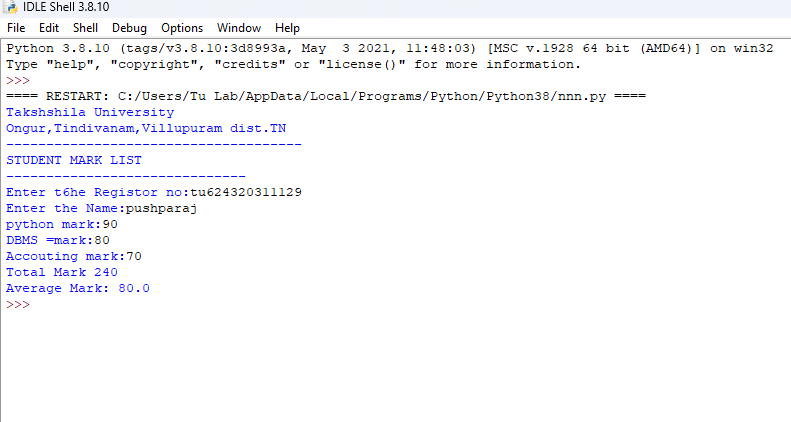 IDLE Shell 3.8.10
File Edit Shell Debug Options Window Help
Python 3.8.10 (tags/v3.8.10:3d8993a, May  3 2021, 11:48:03) [MSC v.1928 64 bit (AMD64)] on win32
Type "help", "copyright", "credits" or "license()" for more information.
>>>
==== RESTART: C:/Users/Tu Lab/AppData/Local/Programs/Python/Python38/nnn.py ====
Takshshila University
Ongur,Tindivanam,Villupuram dist.TN
-------------------------------------
STUDENT MARK LIST
------------------------------
Enter t6he Registor no:tu624320311129
Enter the Name:pushparaj
python mark:90
DBMS =mark:80
Accouting mark:70
Total Mark 240
Average Mark: 80.0
>>>